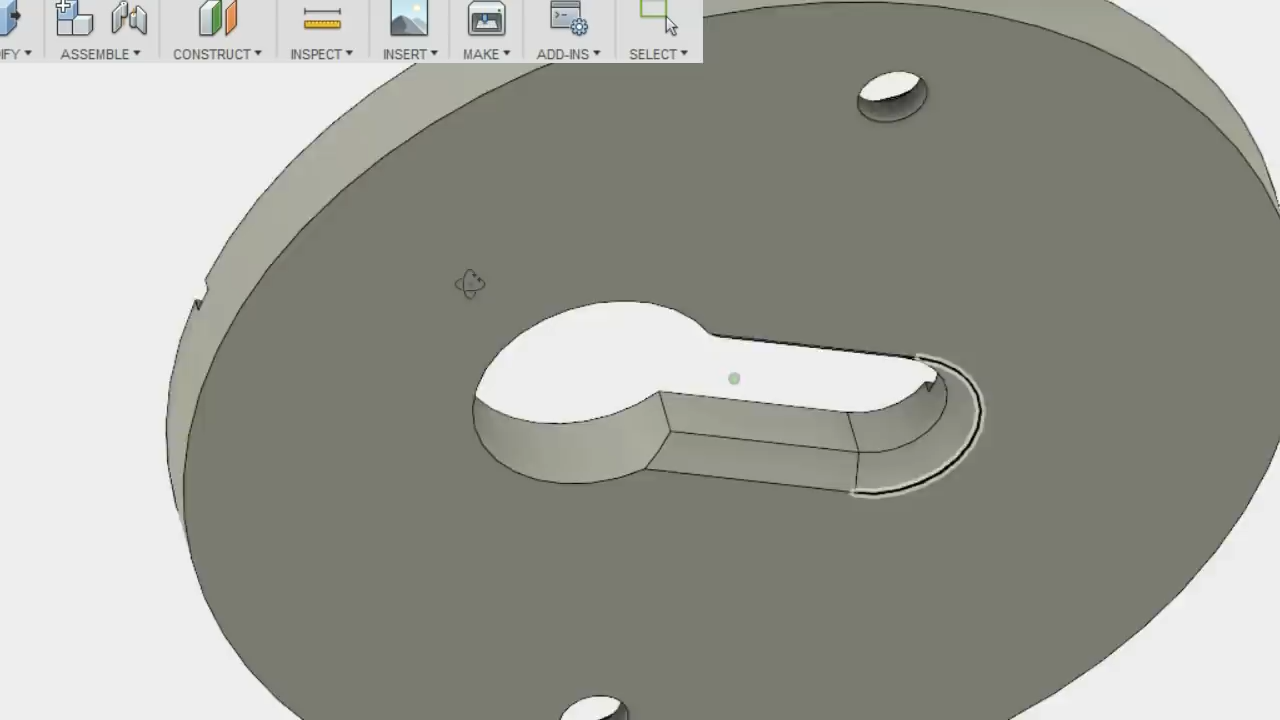 IFY ▾ ASSEMBLE ▾ CONSTRUCT ▾ INSPECT ▾ INSERT ▾ MAKE ▾ ADD-INS ▾ SELECT ▾